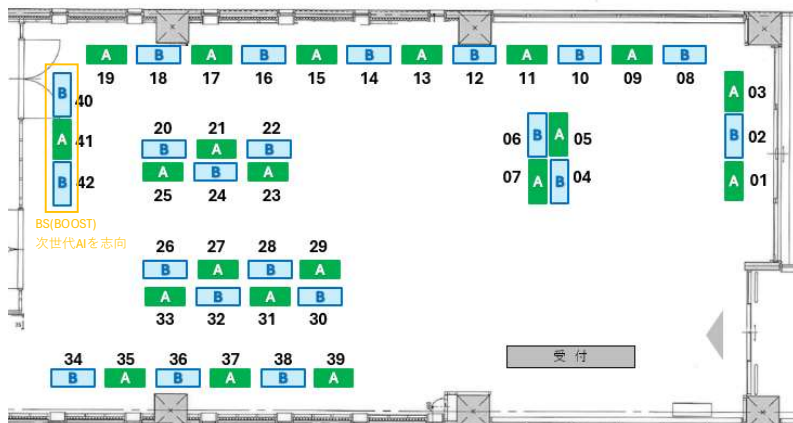 A B A B A B A B A B A B
19 18 17 16 15 14 13 12 11 10 09 08
B 40
A 41
B 42
BS(BOOST)
次世代AIを志向
A 03
B 02
A 01
20 21 22
B A B
A B A
25 24 23
06 B A 05
07 A B 04
26 27 28 29
B A B A
A B A B
33 32 31 30
受付
34 35 36 37 38 39
B A B A B A